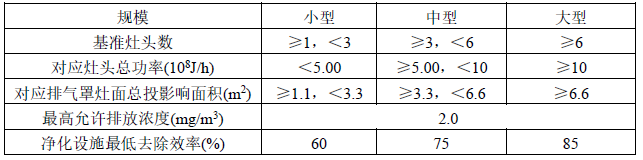 规模 小型 中型 大型
基准灶头数 ≥1，＜3 ≥3，＜6 ≥6
对应灶头总功率(10⁸J/h) ＜5.00 ≥5.00，＜10 ≥10
对应排气罩灶面总投影响面积(m²) ≥1.1，＜3.3 ≥3.3，＜6.6 ≥6.6
最高允许排放浓度(mg/m³) 2.0
净化设施最低去除效率(%) 60 75 85